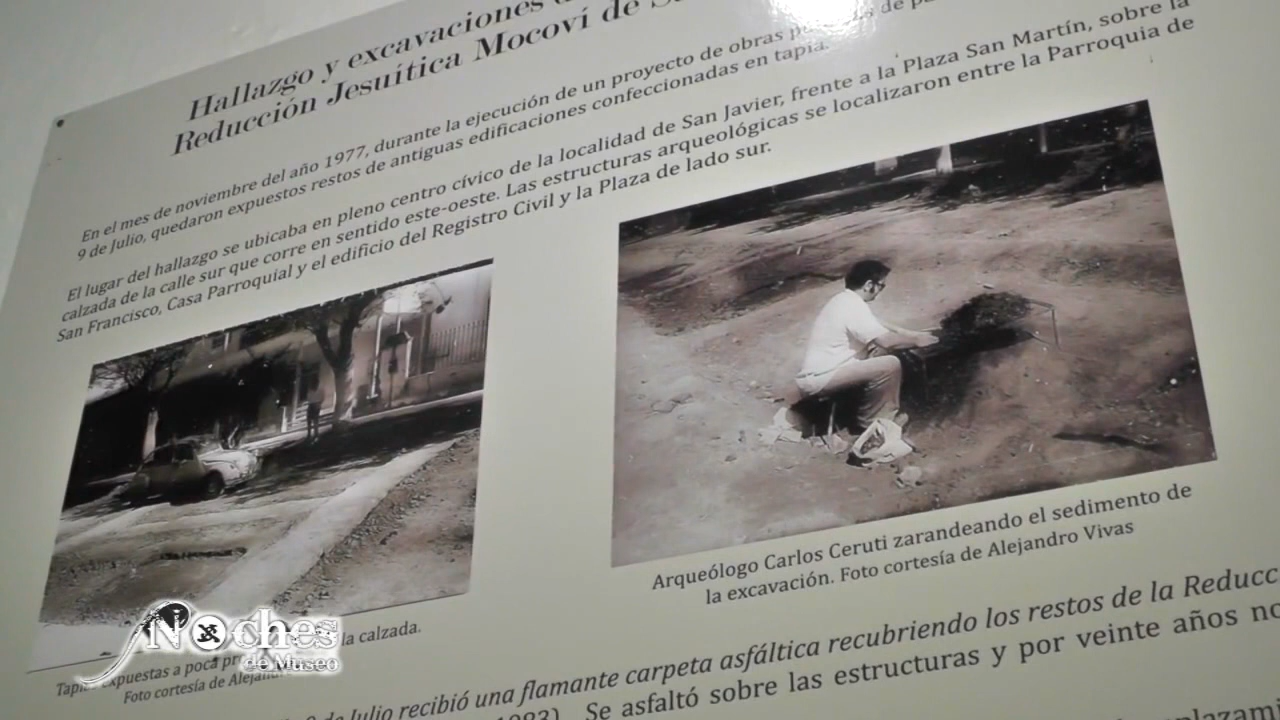 Hallazgo y excavaciones
Reducción Jesuítica Mocoví de
En el mes de noviembre del año 1977, durante la ejecución de un proyecto de obras de
9 de Julio, quedaron expuestos restos de antiguas edificaciones confeccionadas en tapia.
El lugar del hallazgo se ubicaba en pleno centro cívico de la localidad de San Javier, frente a la Plaza San Martín, sobre la
calzada de la calle sur que corre en sentido este-oeste. Las estructuras arqueológicas se localizaron entre la Parroquia de
San Francisco, Casa Parroquial y el edificio del Registro Civil y la Plaza de lado sur.
Arqueólogo Carlos Ceruti zarandeando el sedimento de
la excavación. Foto cortesía de Alejandro Vivas
expuestas a poca la calzada.
Foto cortesía de
Noches
de Museo
de Julio recibió una flamante carpeta asfáltica recubriendo los restos de la
Se asfaltó sobre las estructuras y por veinte años